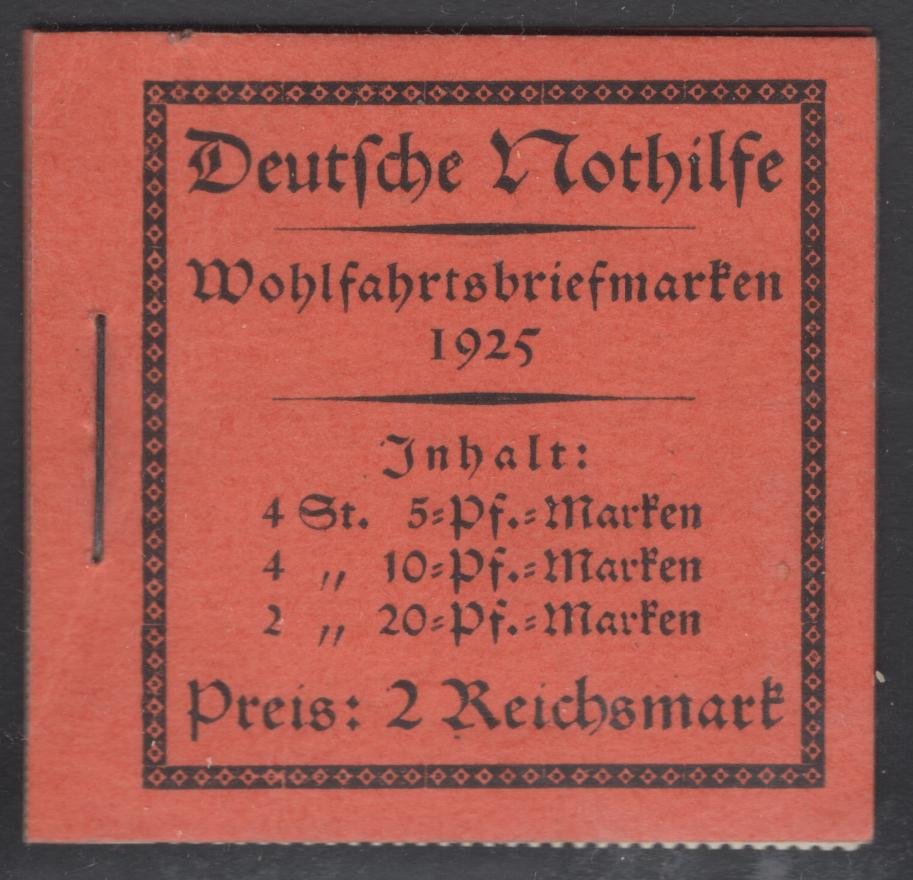 Deutſche Nothilfe
Wohlfahrtsbriefmarken
1925
Inhalt:
4 St. 5=Pf.=Marken
4 „ 10=Pf.=Marken
2 „ 20=Pf.=Marken
Preis: 2 Reichsmark